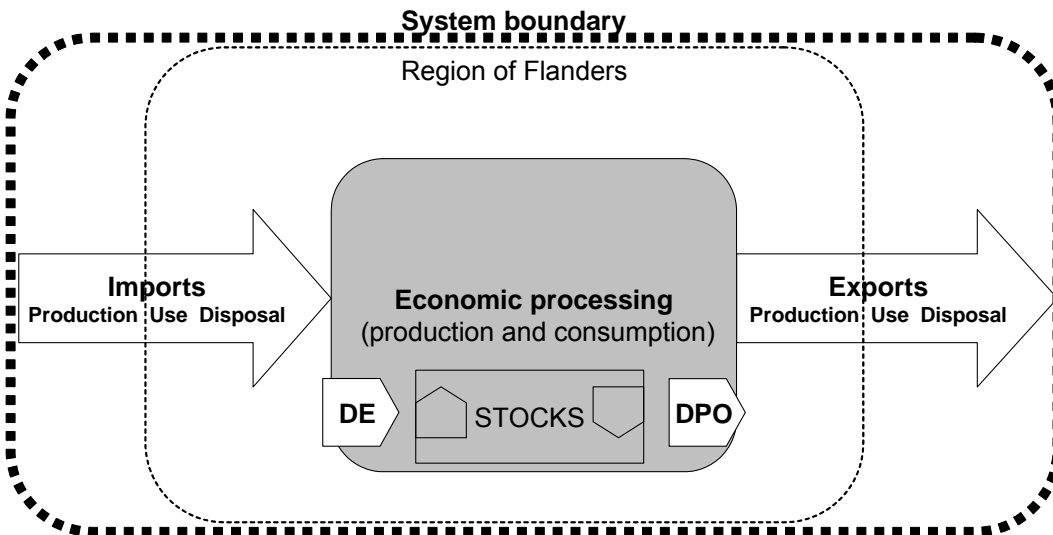 System boundary
Region of Flanders
Imports
Production Use Disposal
Economic processing
(production and consumption)
Exports
Production Use Disposal
DE
STOCKS
DPO